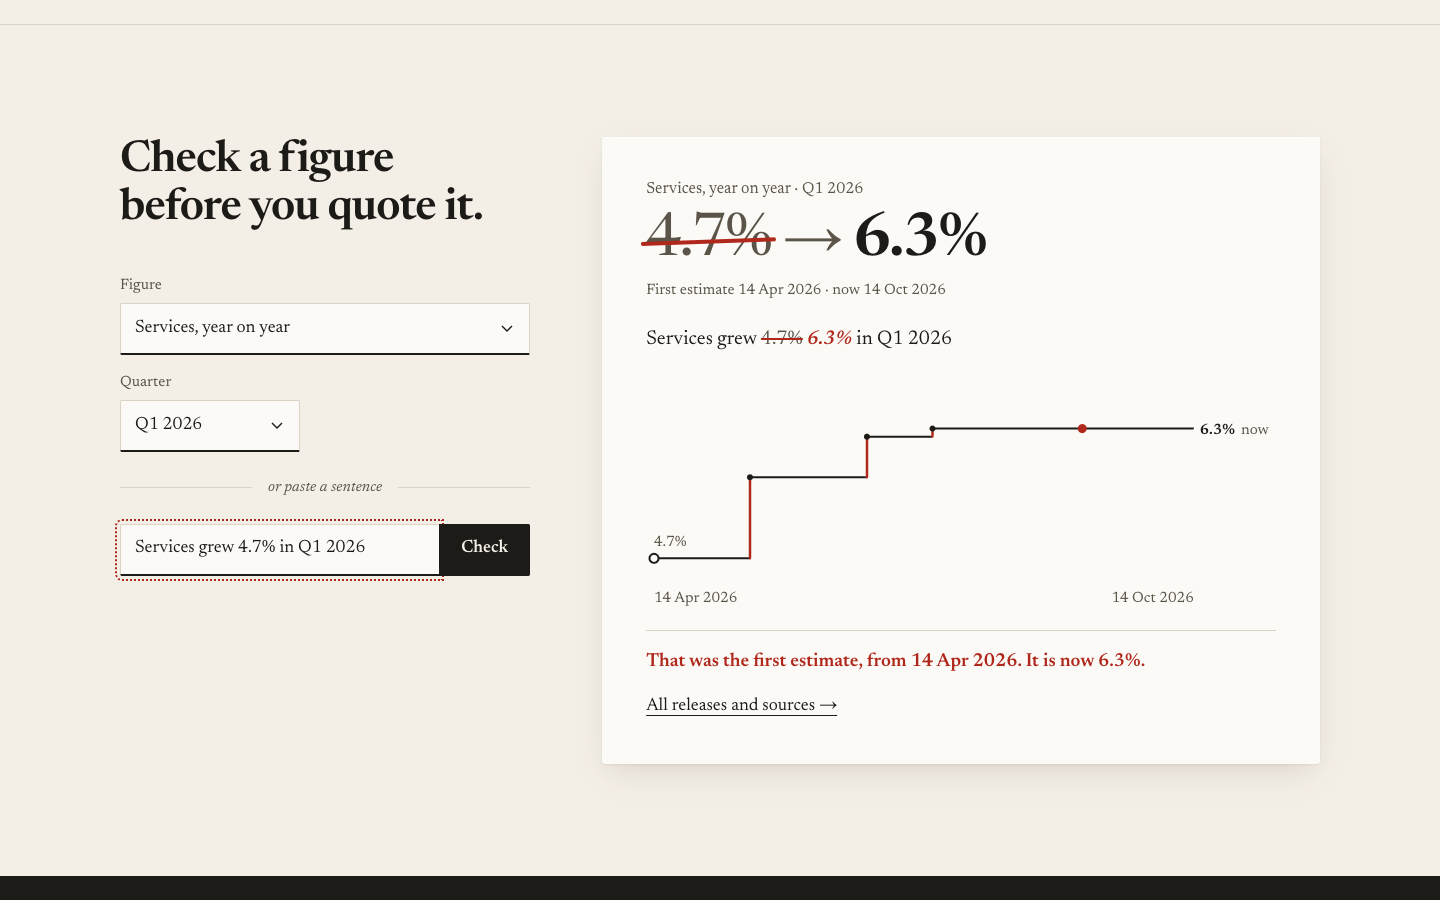 Check a figure
before you quote it.
Figure
Services, year on year
Quarter
Q1 2026
or paste a sentence
Services grew 4.7% in Q1 2026
Check
Services, year on year · Q1 2026
4.7% → 6.3%
First estimate 14 Apr 2026 · now 14 Oct 2026
Services grew 4.7% 6.3% in Q1 2026
6.3% now
4.7%
14 Apr 2026
14 Oct 2026
That was the first estimate, from 14 Apr 2026. It is now 6.3%.
All releases and sources →